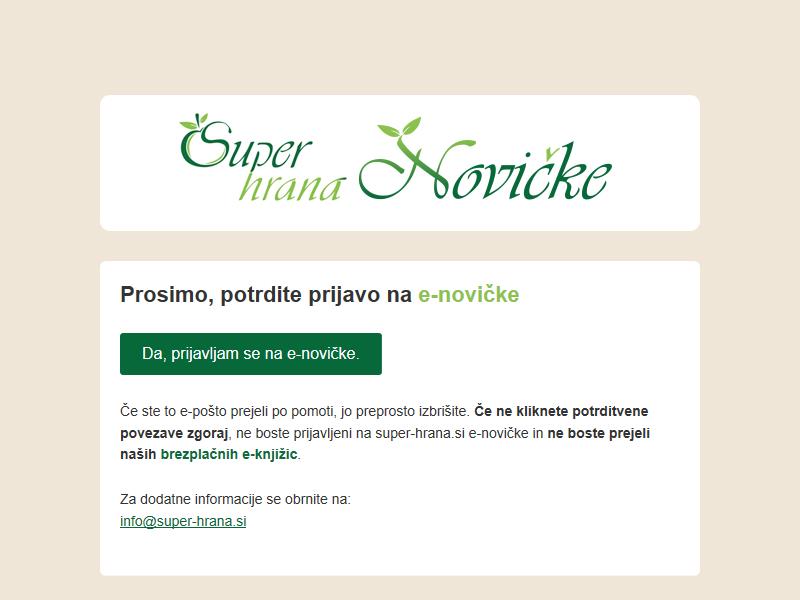 Super hrana Novičke
Prosimo, potrdite prijavo na e-novičke
Da, prijavljam se na e-novičke.
Če ste to e-pošto prejeli po pomoti, jo preprosto izbrišite. Če ne kliknete potrditvene
povezave zgoraj, ne boste prijavljeni na super-hrana.si e-novičke in ne boste prejeli
naših brezplačnih e-knjižic.
Za dodatne informacije se obrnite na:
info@super-hrana.si